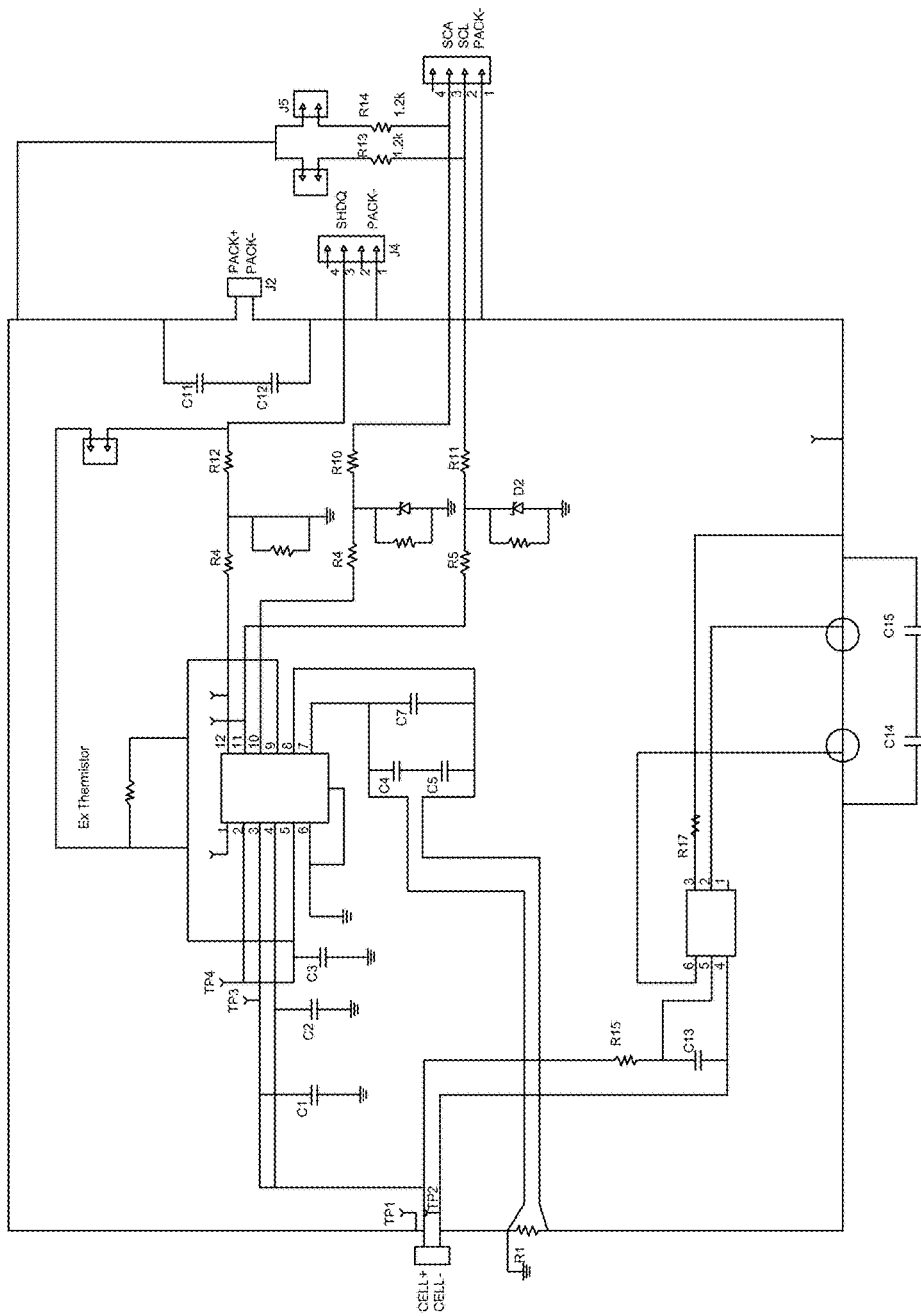 J5
R14
1.2k
R13
1.2k
SCA
SCL
PACK-
4
3
2
1
PACK+
PACK-
J2
SHDQ
PACK-
4
3
2
1
J4
C11
C12
R12
R10
R11
R4
R4
R5
D2
Ex Thermistor
12
11
10
9
8
7
1
2
3
4
5
6
C7
C4
C5
C3
C2
C1
TP4
TP3
R17
3
2
1
6
5
4
R15
C13
C15
C14
TP1
TP2
CELL+
CELL-
R1